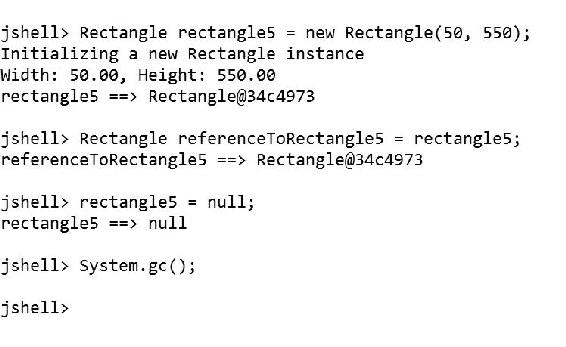 jshell> Rectangle rectangle5 = new Rectangle(50, 550);
Initializing a new Rectangle instance
Width: 50.00, Height: 550.00
rectangle5 ==> Rectangle@34c4973
jshell> Rectangle referenceToRectangle5 = rectangle5;
referenceToRectangle5 ==> Rectangle@34c4973
jshell> rectangle5 = null;
rectangle5 ==> null
jshell> System.gc();
jshell>